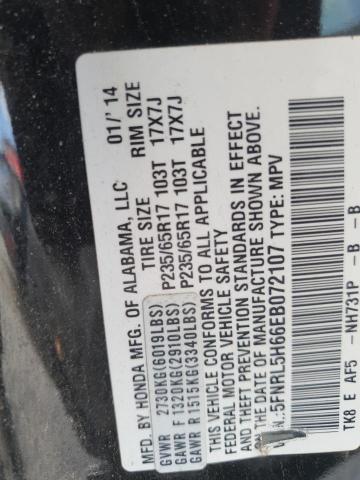 MFD. BY HONDA MFG. OF ALABAMA, LLC 01/'14
TIRE SIZE RIM SIZE
GVWR 2730KG(6019LBS)
GAWR F 1320KG(2910LBS) P235/65R17 103T 17X7J
GAWR R 1515KG(3340LBS) P235/65R17 103T 17X7J
THIS VEHICLE CONFORMS TO ALL APPLICABLE
FEDERAL MOTOR VEHICLE SAFETY
AND THEFT PREVENTION STANDARDS IN EFFECT
ON THE DATE OF MANUFACTURE SHOWN ABOVE.
:5FNRL5H66EB072107 TYPE: MPV
TK8 E AF5 -NH731P -B -B